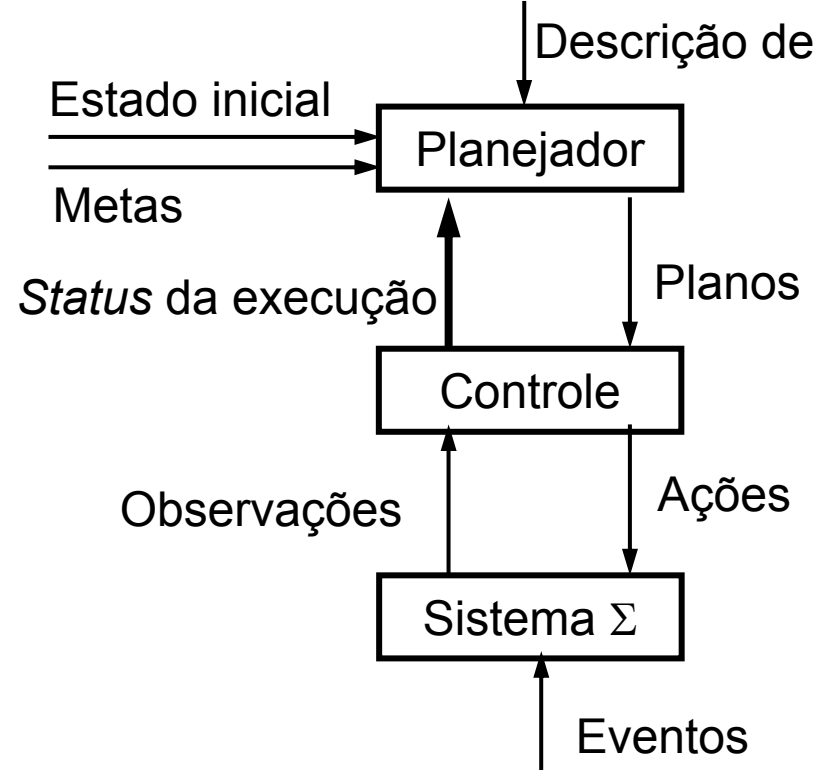 Descrição de
Estado inicial
Planejador
Metas
Status da execução
Planos
Controle
Observações
Ações
Sistema Σ
Eventos